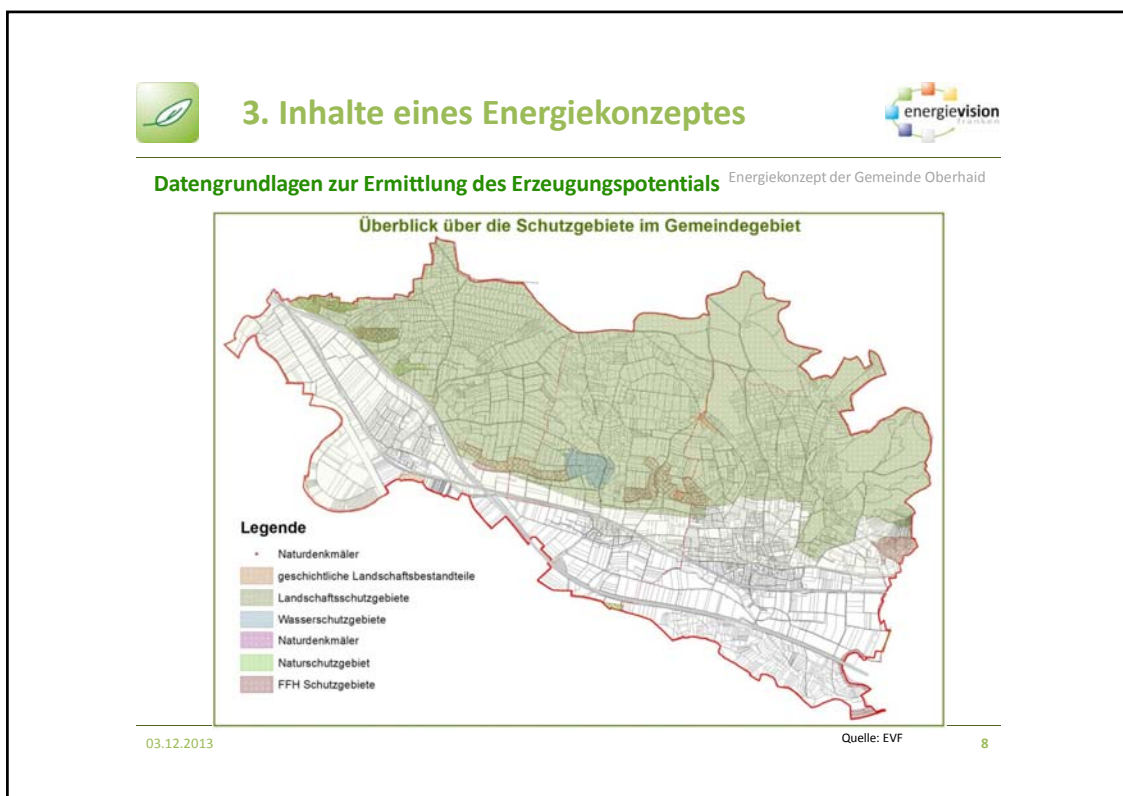 3. Inhalte eines Energiekonzeptes
energievision
franken
Datengrundlagen zur Ermittlung des Erzeugungspotentials
Energiekonzept der Gemeinde Oberhaid
Überblick über die Schutzgebiete im Gemeindegebiet
Legende
Naturdenkmäler
geschichtliche Landschaftsbestandteile
Landschaftsschutzgebiete
Wasserschutzgebiete
Naturdenkmäler
Naturschutzgebiet
FFH Schutzgebiete
03.12.2013
Quelle: EVF
8